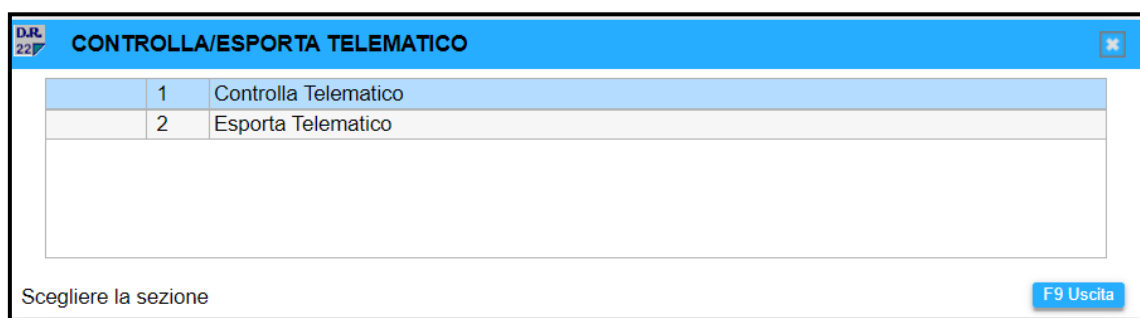 D.R.
22
CONTROLLA/ESPORTA TELEMATICO
1 Controlla Telematico
2 Esporta Telematico
Scegliere la sezione
F9 Uscita